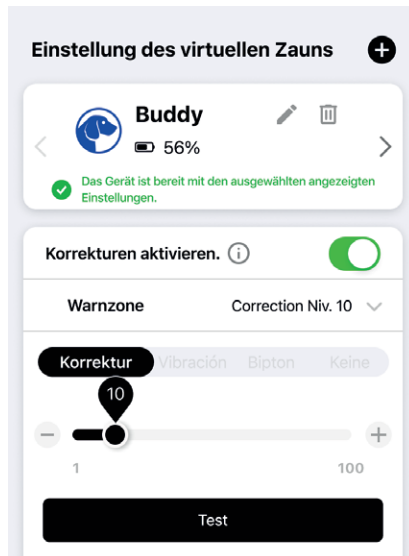 Einstellung des virtuellen Zauns
Buddy
56%
Das Gerät ist bereit mit den ausgewählten angezeigten
Einstellungen.
Korrekturen aktivieren.
Warnzone Correction Niv. 10
Korrektur Vibración Bipton Keine
10
1 100
Test